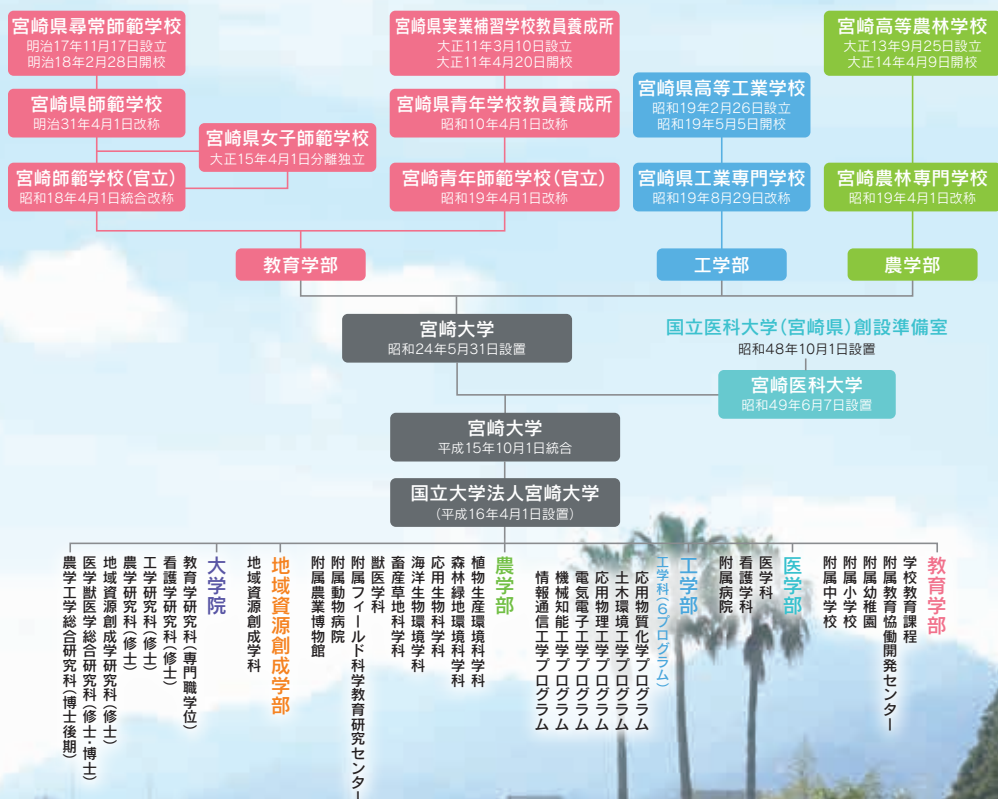 宮崎県尋常師範学校
明治17年11月17日設立
明治18年2月28日開校
宮崎県師範学校
明治31年4月1日改称
宮崎県女子師範学校
大正15年4月1日分離独立
宮崎師範学校(官立)
昭和18年4月1日統合改称
宮崎県実業補習学校教員養成所
大正11年3月10日設立
大正11年4月20日開校
宮崎県青年学校教員養成所
昭和10年4月1日改称
宮崎青年師範学校(官立)
昭和19年4月1日改称
宮崎県高等工業学校
昭和19年2月26日設立
昭和19年5月5日開校
宮崎県工業専門学校
昭和19年8月29日改称
宮崎高等農林学校
大正13年9月25日設立
大正14年4月9日開校
宮崎農林専門学校
昭和19年4月1日改称
教育学部
工学部
農学部
宮崎大学
昭和24年5月31日設置
国立医科大学(宮崎県)創設準備室
昭和48年10月1日設置
宮崎医科大学
昭和49年6月7日設置
宮崎大学
平成15年10月1日統合
国立大学法人宮崎大学
(平成16年4月1日設置)
教育学部
学校教育課程
附属教育協働開発センター
附属幼稚園
附属小学校
附属中学校
医学部
医学科
看護学科
附属病院
工学部
工学科(6プログラム)
応用物質化学プログラム
土木環境工学プログラム
応用物理工学プログラム
電気電子工学プログラム
機械知能工学プログラム
情報通信工学プログラム
農学部
植物生産環境科学科
森林緑地環境科学科
応用生物科学科
海洋生物環境学科
畜産草地科学科
獣医学科
附属フィールド科学教育研究センター
附属動物病院
附属農業博物館
地域資源創成学部
地域資源創成学科
大学院
教育学研究科(専門職学位)
看護学研究科(修士)
工学研究科(修士)
農学研究科(修士)
地域資源創成学研究科(修士)
医学獣医学総合研究科(修士・博士)
農学工学総合研究科(博士後期)